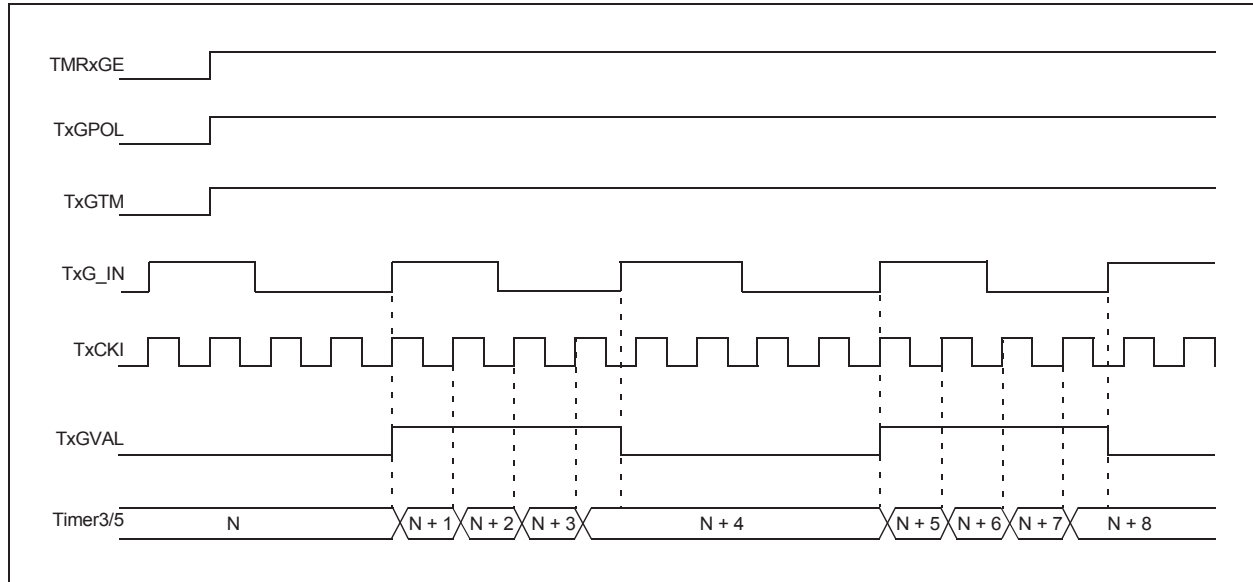 TMRxGE
TxGPOL
TxGTM
TxG_IN
TxCKI
TxGVAL
Timer3/5 N N + 1 N + 2 N + 3 N + 4 N + 5 N + 6 N + 7 N + 8